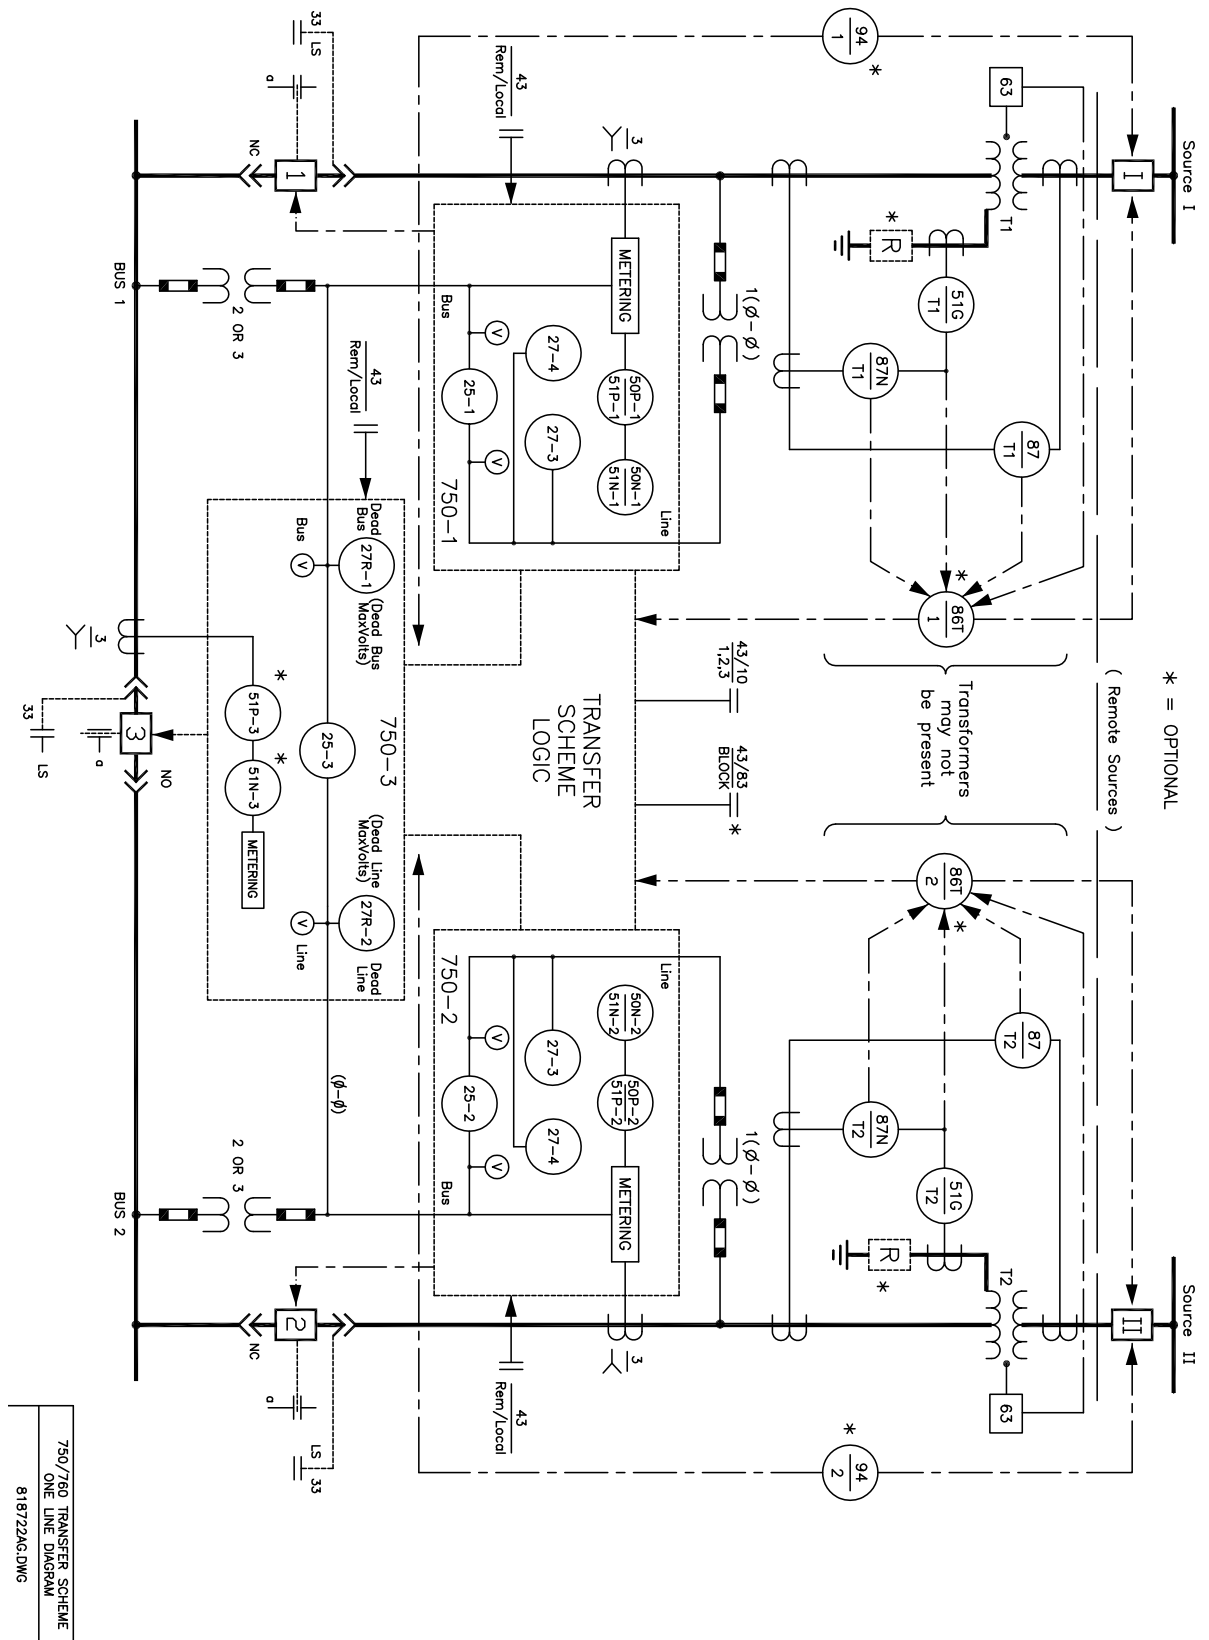 * = OPTIONAL
Source I
Source II
( Remote Sources )
I
II
94
1
*
94
2
*
63
63
T1
T2
R
*
R
*
51G
T1
51G
T2
87N
T1
87N
T2
87
T1
87
T2
86T
1
*
86T
2
*
Transformers
may not
be present
1(Ø-Ø)
1(Ø-Ø)
43/10
1,2,3
43/83
BLOCK
*
TRANSFER
SCHEME
LOGIC
3
3
43
Rem/Local
43
Rem/Local
METERING
50P-1
51P-1
50N-1
51N-1
Line
27-4
27-3
V
25-1
V
Bus
750-1
Line
50N-2
51N-2
50P-2
51P-2
METERING
27-3
27-4
V
25-2
V
Bus
750-2
43
Rem/Local
750-3
Dead
Bus
27R-1
(Dead Bus
MaxVolts)
Bus
V
25-3
(Dead Line
MaxVolts)
27R-2
Dead
Line
V
Line
(Ø-Ø)
*
51P-3
*
51N-3
METERING
33
LS
a
1
NC
LS
33
a
2
NC
2 OR 3
2 OR 3
BUS 1
BUS 2
3
3
NO
a
33
LS
750/760 TRANSFER SCHEME
ONE LINE DIAGRAM
818722AG.DWG